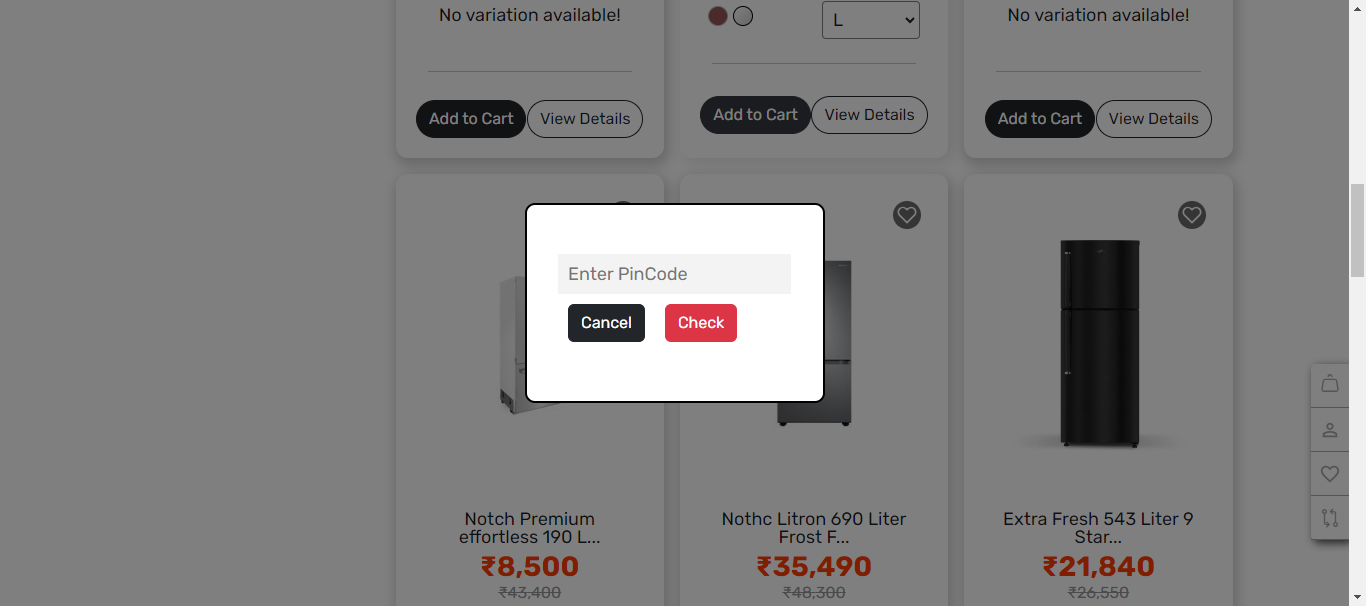 No variation available!
L
No variation available!
Add to Cart
View Details
Add to Cart
View Details
Add to Cart
View Details
Enter PinCode
Cancel
Check
Notch Premium
effortless 190 L...
₹8,500
₹43,400
Nothc Litron 690 Liter
Frost F...
₹35,490
₹48,300
Extra Fresh 543 Liter 9
Star...
₹21,840
₹26,550